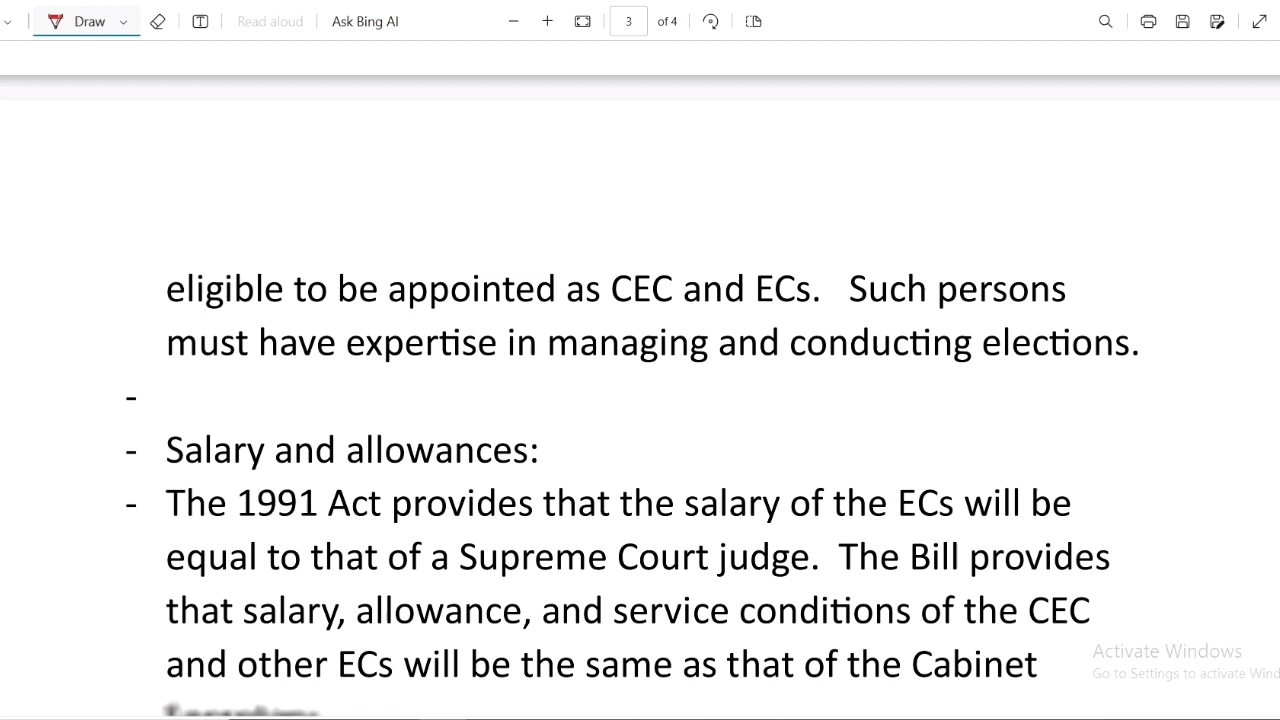 Draw
Read aloud
Ask Bing AI
3 of 4
eligible to be appointed as CEC and ECs. Such persons
must have expertise in managing and conducting elections.
-
- Salary and allowances:
- The 1991 Act provides that the salary of the ECs will be
equal to that of a Supreme Court judge. The Bill provides
that salary, allowance, and service conditions of the CEC
and other ECs will be the same as that of the Cabinet
Activate Windows
Go to Settings to activate Wind